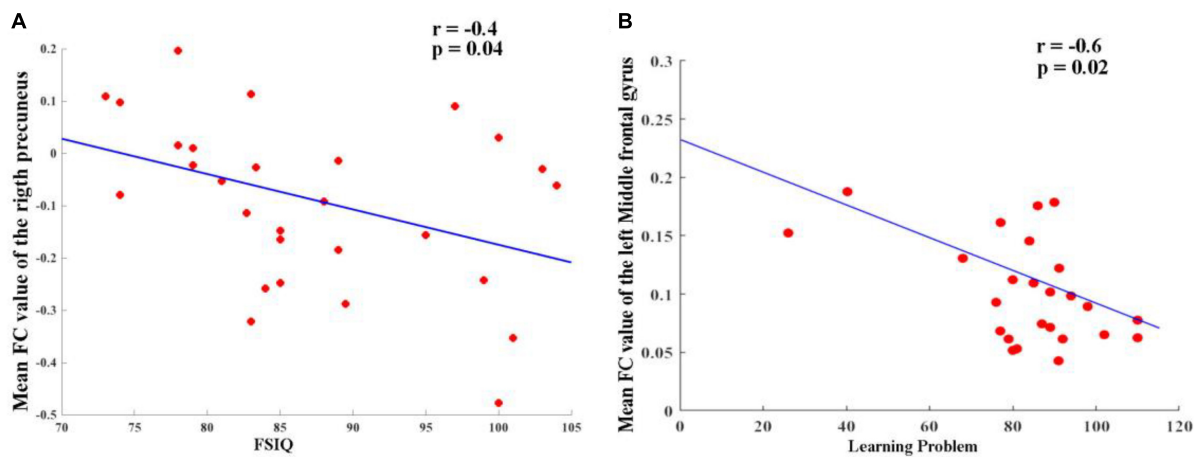 A
r = -0.4
p = 0.04
Mean FC value of the rigth precuneus
0.2
0.1
0
-0.1
-0.2
-0.3
-0.4
-0.5
70 75 80 85 90 95 100 105
FSIQ
B
r = -0.6
p = 0.02
Mean FC value of the left Middle frontal gyrus
0.3
0.25
0.2
0.15
0.1
0.05
0
0 20 40 60 80 100 120
Learning Problem